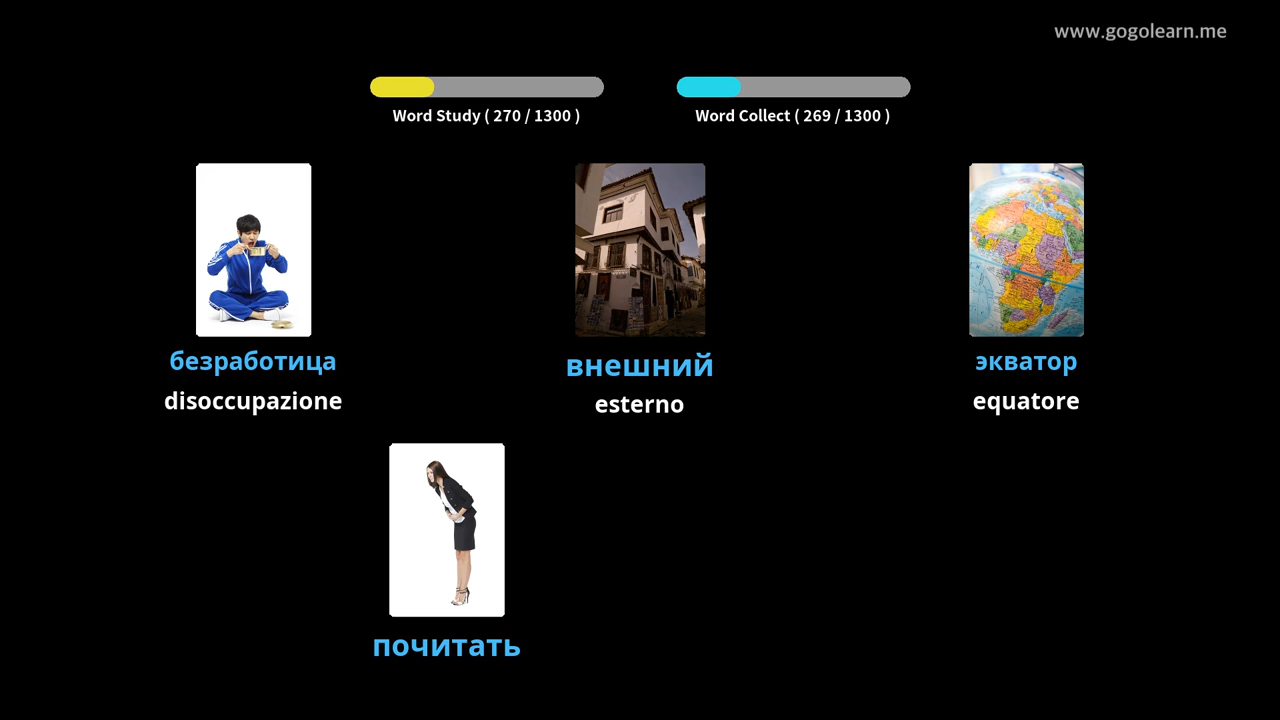 www.gogolearn.me
Word Study ( 270 / 1300 )
Word Collect ( 269 / 1300 )
безработица
disoccupazione
внешний
esterno
экватор
equatore
почитать